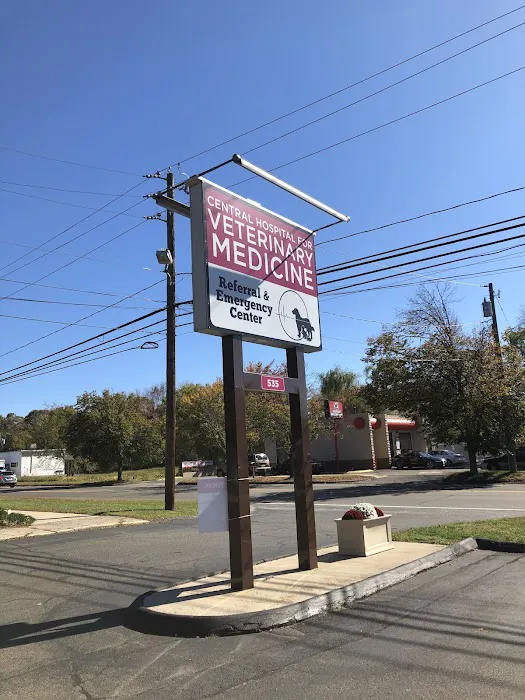 CENTRAL HOSPITAL FOR
VETERINARY
MEDICINE
Referral &
Emergency
Center
535